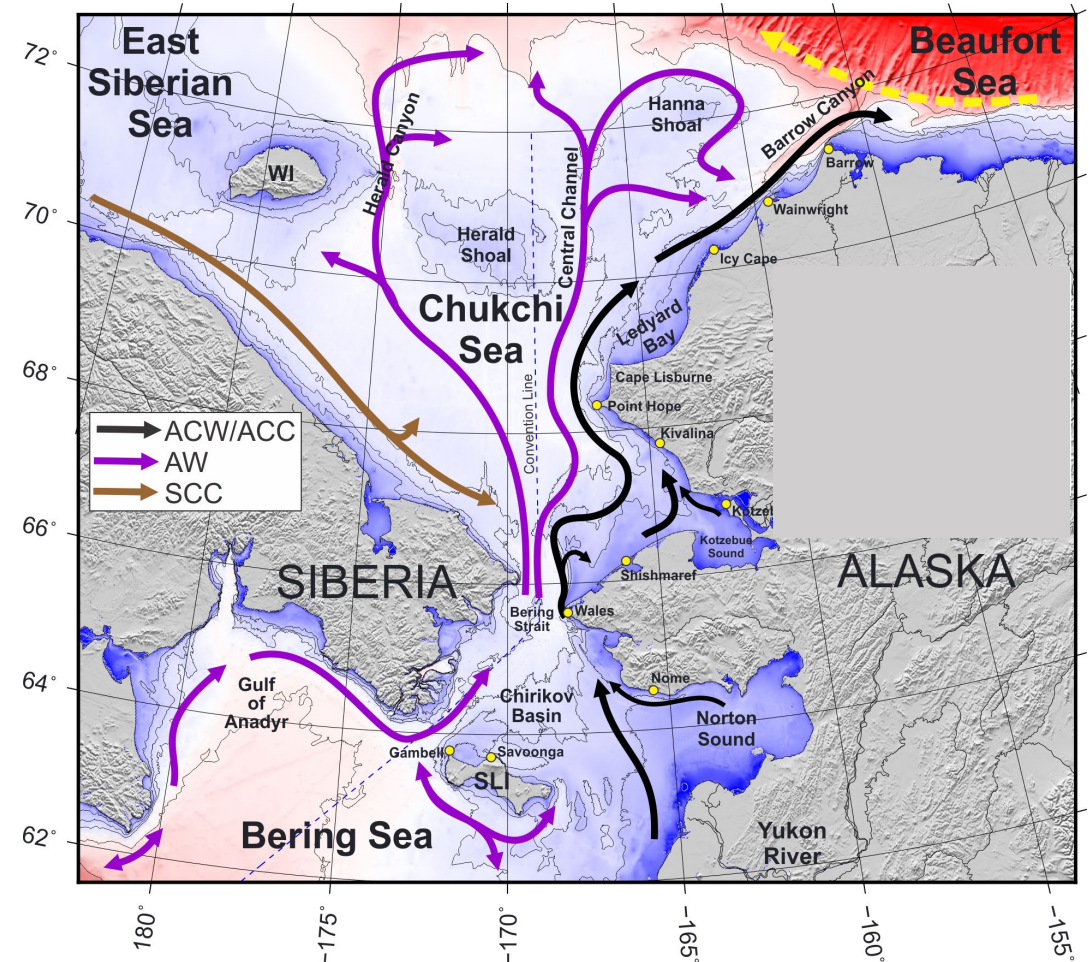 72°
70°
68°
66°
64°
62°
East
Siberian
Sea
Beaufort
Sea
WI
Herald Canyon
Hanna
Shoal
Barrow Canyon
Barrow
Wainwright
Icy Cape
Herald
Shoal
Central Channel
Chukchi
Sea
Ledyard
Bay
Convention Line
Cape Lisburne
Point Hope
Kivalina
ACW/ACC
AW
SCC
Kotzebue
Sound
Shishmaref
SIBERIA
ALASKA
Bering
Strait
Wales
Gulf
of
Anadyr
Chirikov
Basin
Nome
Norton
Sound
Gambell
Savoonga
SLI
Bering Sea
Yukon
River
180°
−175°
−170°
−165°
−160°
−155°